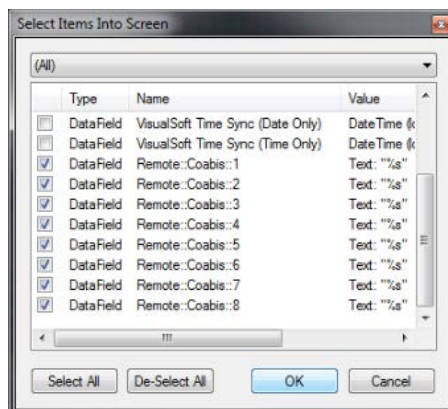 Select Items Into Screen
(All)
Type Name Value
DataField VisualSoft Time Sync (Date Only) DateTime (lo
DataField VisualSoft Time Sync (Time Only) DateTime (lo
DataField Remote::Coabis::1 Text: "%s"
DataField Remote::Coabis::2 Text: "%s"
DataField Remote::Coabis::3 Text: "%s"
DataField Remote::Coabis::4 Text: "%s"
DataField Remote::Coabis::5 Text: "%s"
DataField Remote::Coabis::6 Text: "%s"
DataField Remote::Coabis::7 Text: "%s"
DataField Remote::Coabis::8 Text: "%s"
Select All De-Select All OK Cancel